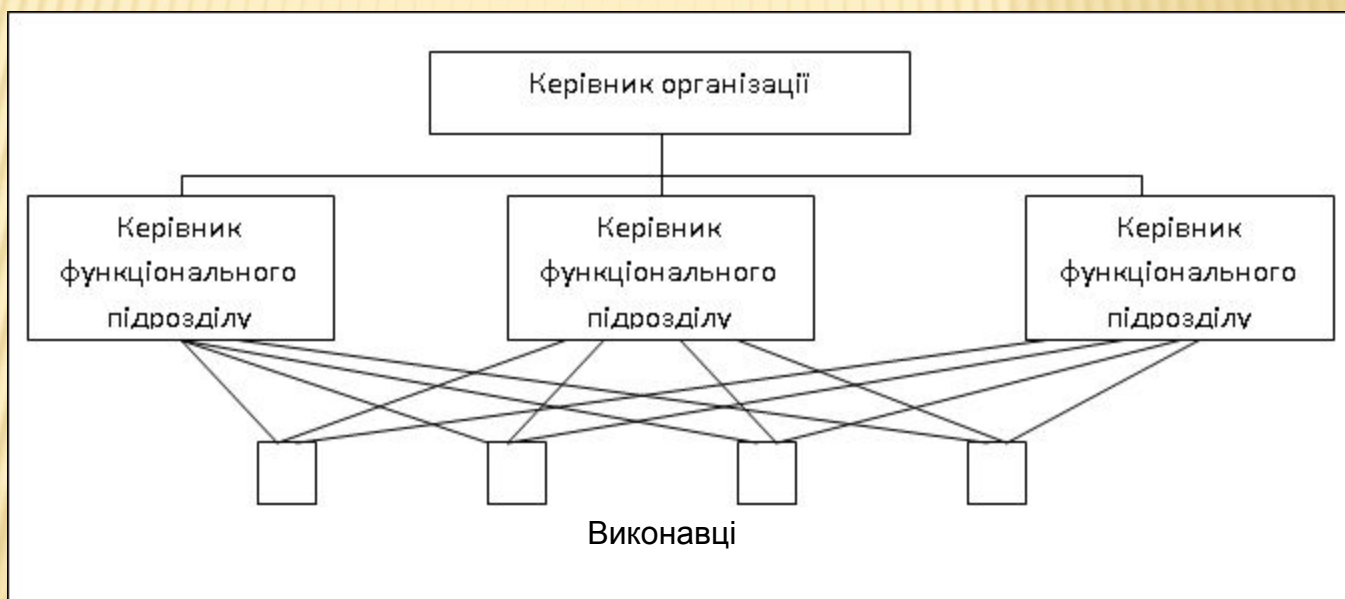 Керівник організації
Керівник
функціонального
підрозділу
Керівник
функціонального
підрозділу
Керівник
функціонального
підрозділу
Виконавці